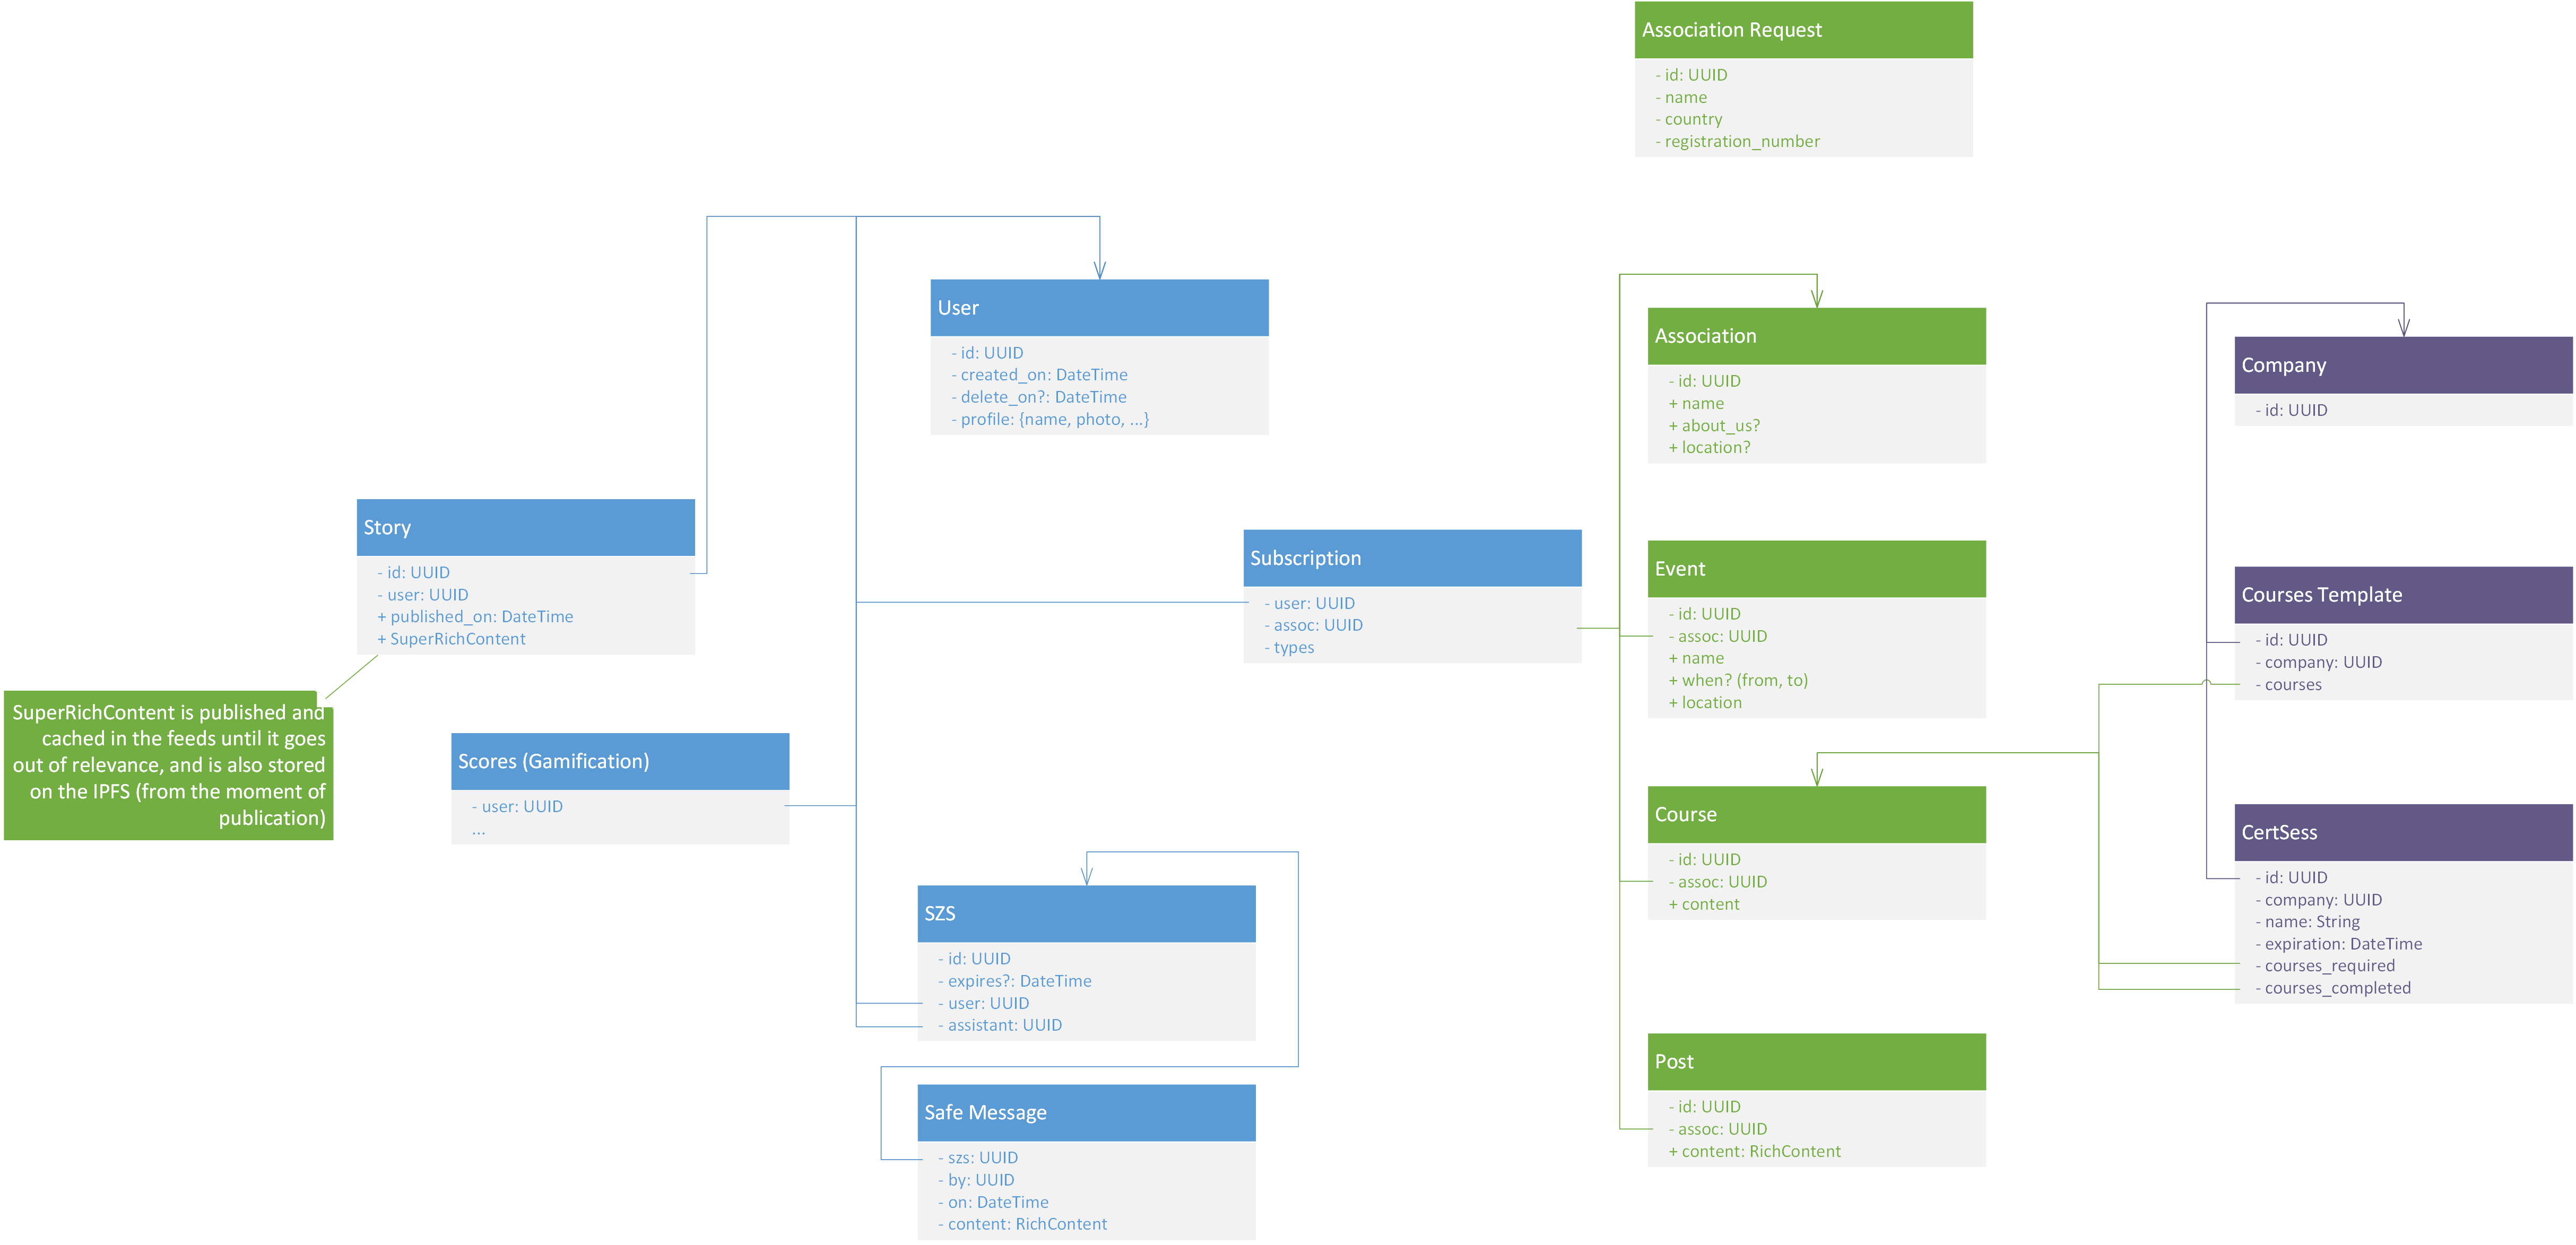 Association Request
- id: UUID
- name
- country
- registration_number
User
- id: UUID
- created_on: DateTime
- delete_on?: DateTime
- profile: {name, photo, ...}
Association
- id: UUID
+ name
+ about_us?
+ location?
Company
- id: UUID
Story
- id: UUID
- user: UUID
+ published_on: DateTime
+ SuperRichContent
Subscription
- user: UUID
- assoc: UUID
- types
Event
- id: UUID
- assoc: UUID
+ name
+ when? (from, to)
+ location
Courses Template
- id: UUID
- company: UUID
- courses
SuperRichContent is published and
cached in the feeds until it goes
out of relevance, and is also stored
on the IPFS (from the moment of
publication)
Scores (Gamification)
- user: UUID
...
Course
- id: UUID
- assoc: UUID
+ content
CertSess
- id: UUID
- company: UUID
- name: String
- expiration: DateTime
- courses_required
- courses_completed
SZS
- id: UUID
- expires?: DateTime
- user: UUID
- assistant: UUID
Post
- id: UUID
- assoc: UUID
+ content: RichContent
Safe Message
- szs: UUID
- by: UUID
- on: DateTime
- content: RichContent